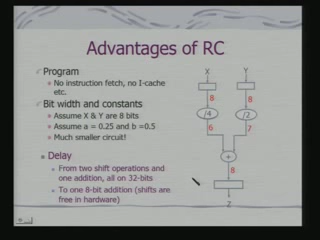 Advantages of RC
Program
No instruction fetch, no I-cache
etc.
Bit width and constants
Assume X & Y are 8 bits
Assume a = 0.25 and b =0.5
Much smaller circuit!
Delay
From two shift operations and
one addition, all on 32-bits
To one 8-bit addition (shifts are
free in hardware)
X Y
8 8
/4 /2
6 7
+
8
Z